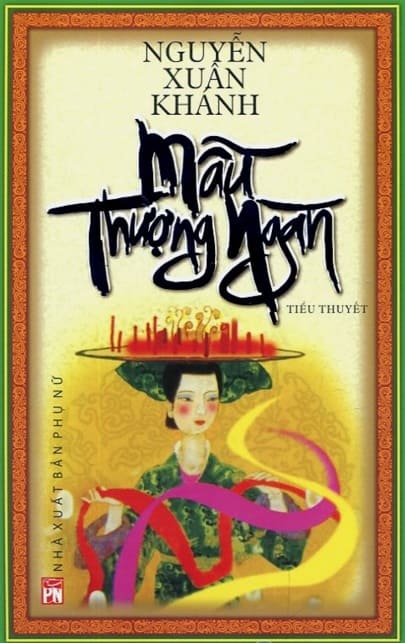 NGUYỄN
XUÂN
KHÁNH
Mẫu
Thượng Ngàn
TIỂU THUYẾT
NHÀ XUẤT BẢN PHỤ NỮ
PN